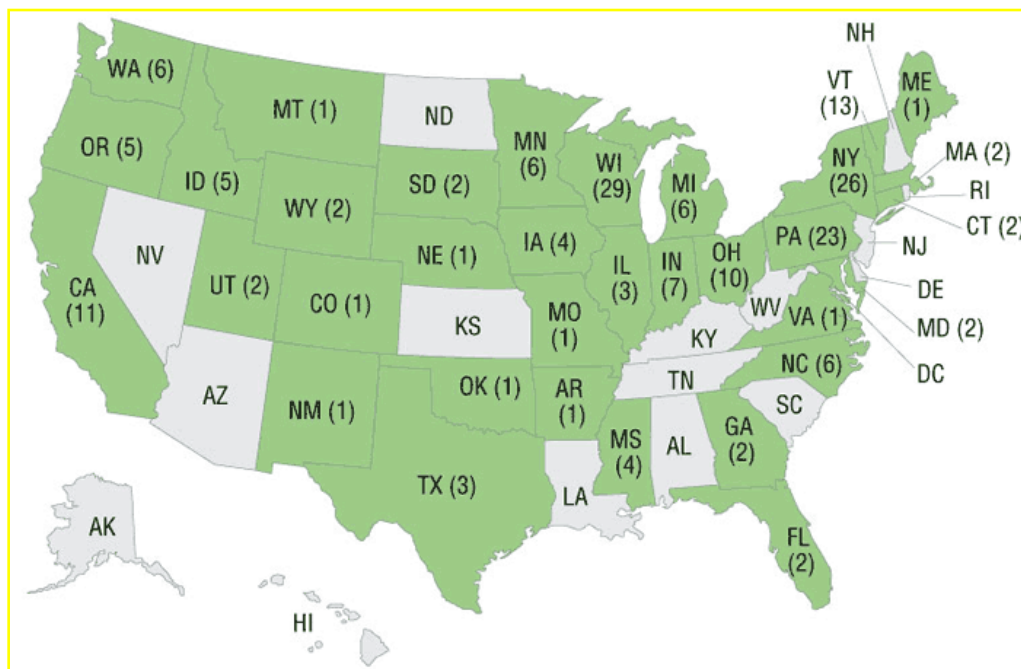 NH
WA (6)
VT
(13)
ME
(1)
MT (1)
ND
MN
(6)
OR (5)
WI
(29)
NY
(26)
MA (2)
ID (5)
SD (2)
MI
(6)
RI
WY (2)
CT (2)
PA (23)
IA (4)
NJ
NV
NE (1)
OH
(10)
IL
(3)
IN
(7)
CA
(11)
UT (2)
CO (1)
DE
WV
MO
(1)
KS
VA (1)
MD (2)
KY
NC (6)
DC
TN
AZ
OK (1)
AR
(1)
SC
NM (1)
MS
(4)
AL
GA
(2)
TX (3)
LA
AK
FL
(2)
HI